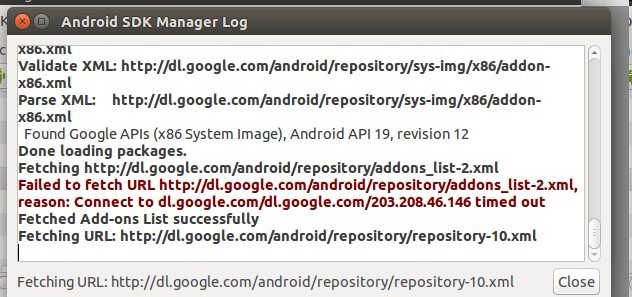 Android SDK Manager Log
x86.xml
Validate XML: http://dl.google.com/android/repository/sys-img/x86/addon-
x86.xml
Parse XML:    http://dl.google.com/android/repository/sys-img/x86/addon-
x86.xml
Found Google APIs (x86 System Image), Android API 19, revision 12
Done loading packages.
Fetching http://dl.google.com/android/repository/addons_list-2.xml
Failed to fetch URL http://dl.google.com/android/repository/addons_list-2.xml,
reason: Connect to dl.google.com/dl.google.com/203.208.46.146 timed out
Fetched Add-ons List successfully
Fetching URL: http://dl.google.com/android/repository/repository-10.xml
Fetching URL: http://dl.google.com/android/repository/repository-10.xml
Close